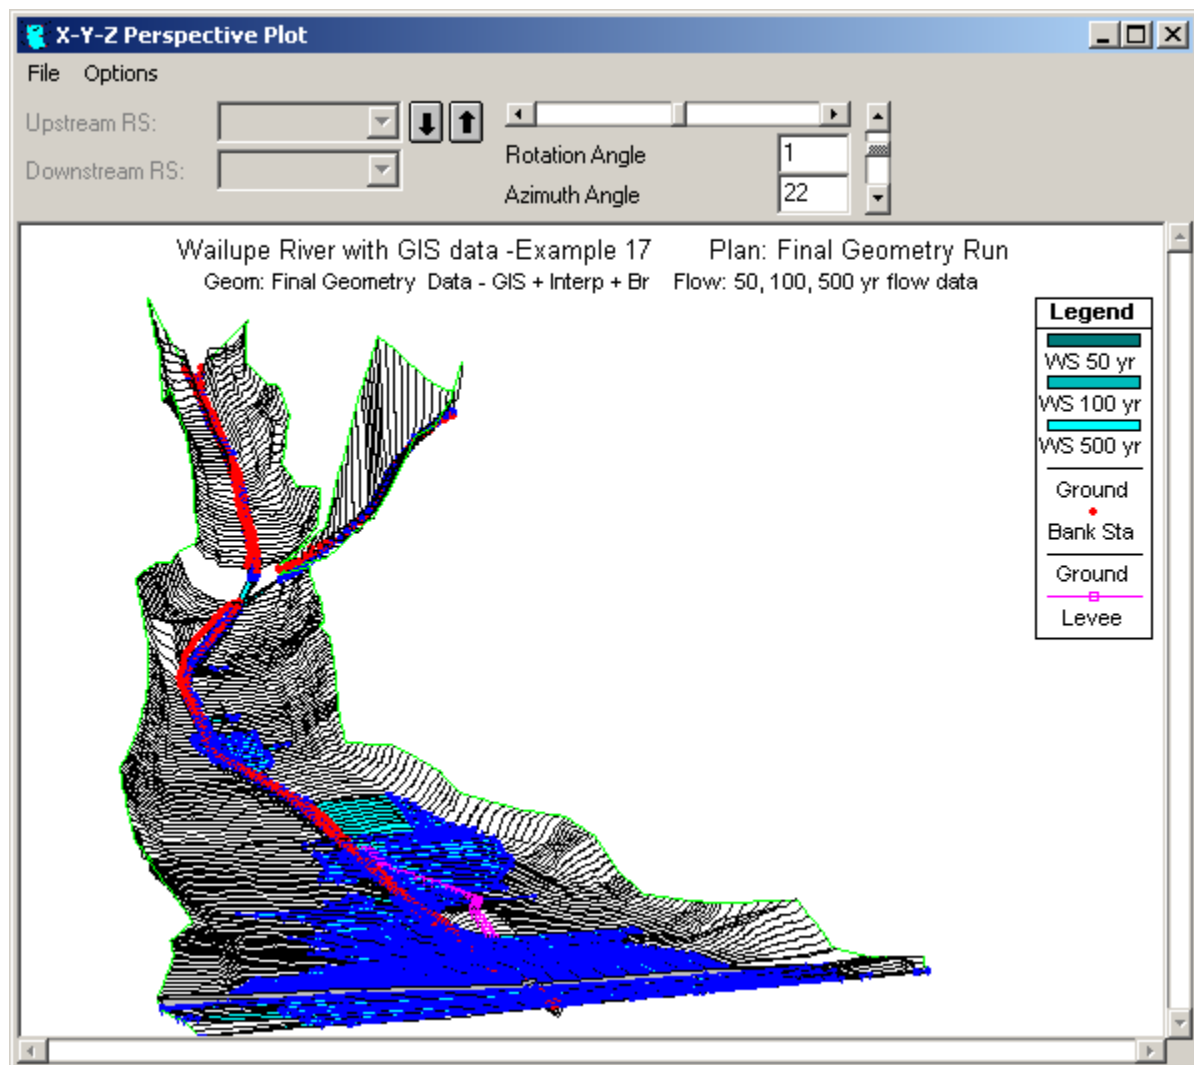 X-Y-Z Perspective Plot
File Options
Upstream RS:
Downstream RS:
Rotation Angle 1
Azimuth Angle 22
Wailupe River with GIS data -Example 17 Plan: Final Geometry Run
Geom: Final Geometry Data - GIS + Interp + Br Flow: 50, 100, 500 yr flow data
Legend
WS 50 yr
WS 100 yr
WS 500 yr
Ground
Bank Sta
Ground
Levee